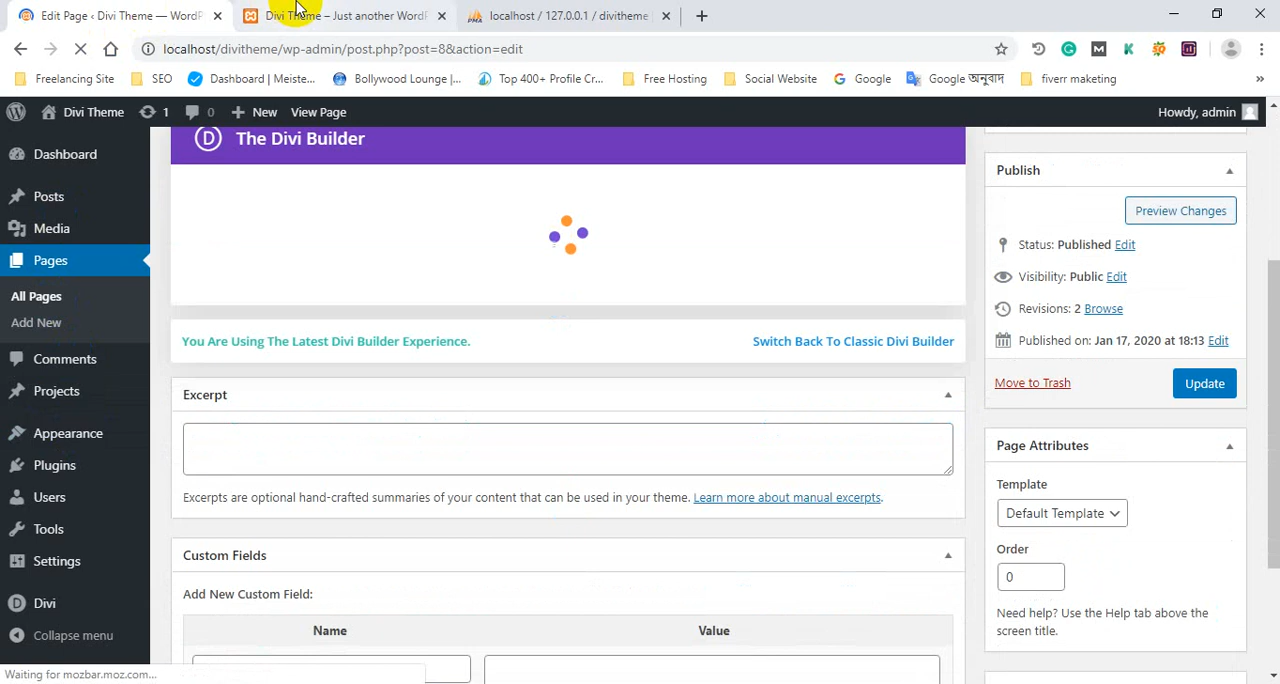 Edit Page ‹ Divi Theme — WordP
Divi Theme – Just another WordP
localhost / 127.0.0.1 / divitheme
localhost/divitheme/wp-admin/post.php?post=8&action=edit
Freelancing Site
SEO
Dashboard | Meiste...
Bollywood Lounge |...
Top 400+ Profile Cr...
Free Hosting
Social Website
Google
Google অনুবাদ
fiverr maketing
»
Divi Theme
1
0
New
View Page
Howdy, admin
Dashboard
Posts
Media
Pages
All Pages
Add New
Comments
Projects
Appearance
Plugins
Users
Tools
Settings
Divi
Collapse menu
The Divi Builder
You Are Using The Latest Divi Builder Experience.
Switch Back To Classic Divi Builder
Excerpt
Excerpts are optional hand-crafted summaries of your content that can be used in your theme. Learn more about manual excerpts.
Custom Fields
Add New Custom Field:
Name
Value
Publish
Preview Changes
Status: Published Edit
Visibility: Public Edit
Revisions: 2 Browse
Published on: Jan 17, 2020 at 18:13 Edit
Move to Trash
Update
Page Attributes
Template
Default Template
Order
0
Need help? Use the Help tab above the
screen title.
Waiting for mozbar.moz.com...